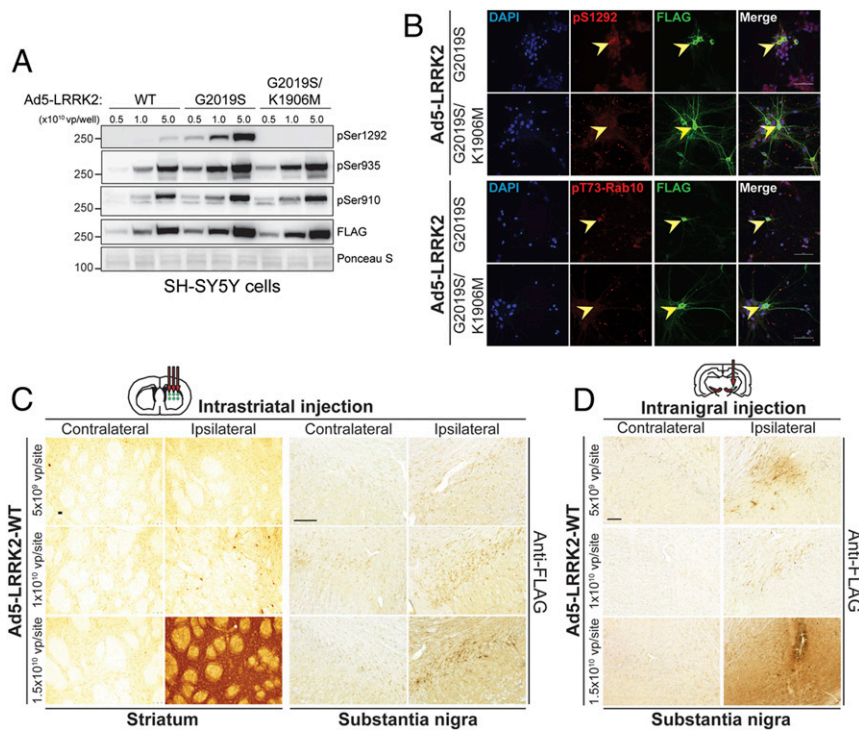 A
Ad5-LRRK2: WT G2019S G2019S/ K1906M
(x10¹⁰ vp/well) 0.5 1.0 5.0 0.5 1.0 5.0 0.5 1.0 5.0
250 pSer1292
250 pSer935
250 pSer910
250 FLAG
100 Ponceau S
SH-SY5Y cells
B
DAPI pS1292 FLAG Merge
Ad5-LRRK2
G2019S
G2019S/
K1906M
DAPI pT73-Rab10 FLAG Merge
Ad5-LRRK2
G2019S
G2019S/
K1906M
C
Intrastriatal injection
Contralateral Ipsilateral Contralateral Ipsilateral
Ad5-LRRK2-WT
5x10⁹ vp/site
1x10¹⁰ vp/site
1.5x10¹⁰ vp/site
Anti-FLAG
Striatum Substantia nigra
D
Intranigral injection
Contralateral Ipsilateral
Ad5-LRRK2-WT
5x10⁹ vp/site
1x10¹⁰ vp/site
1.5x10¹⁰ vp/site
Anti-FLAG
Substantia nigra